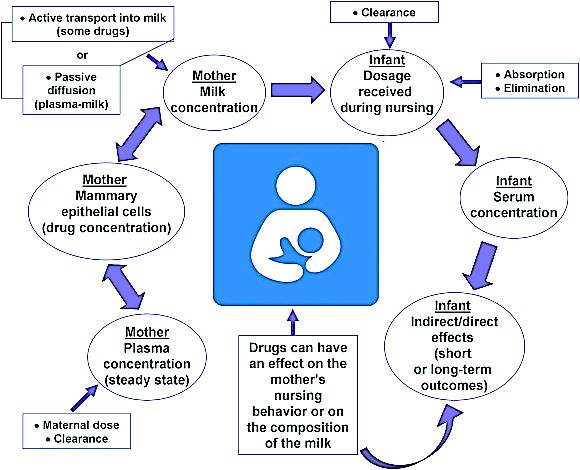 • Active transport into milk
(some drugs)
or
• Passive
diffusion
(plasma-milk)
Mother
Milk
concentration
• Clearance
Infant
Dosage
received
during nursing
• Absorption
• Elimination
Mother
Mammary
epithelial cells
(drug concentration)
Infant
Serum
concentration
Mother
Plasma
concentration
(steady state)
• Maternal dose
• Clearance
Drugs can have
an effect on the
mother's
nursing
behavior or on
the composition
of the milk
Infant
Indirect/direct
effects
(short
or long-term
outcomes)